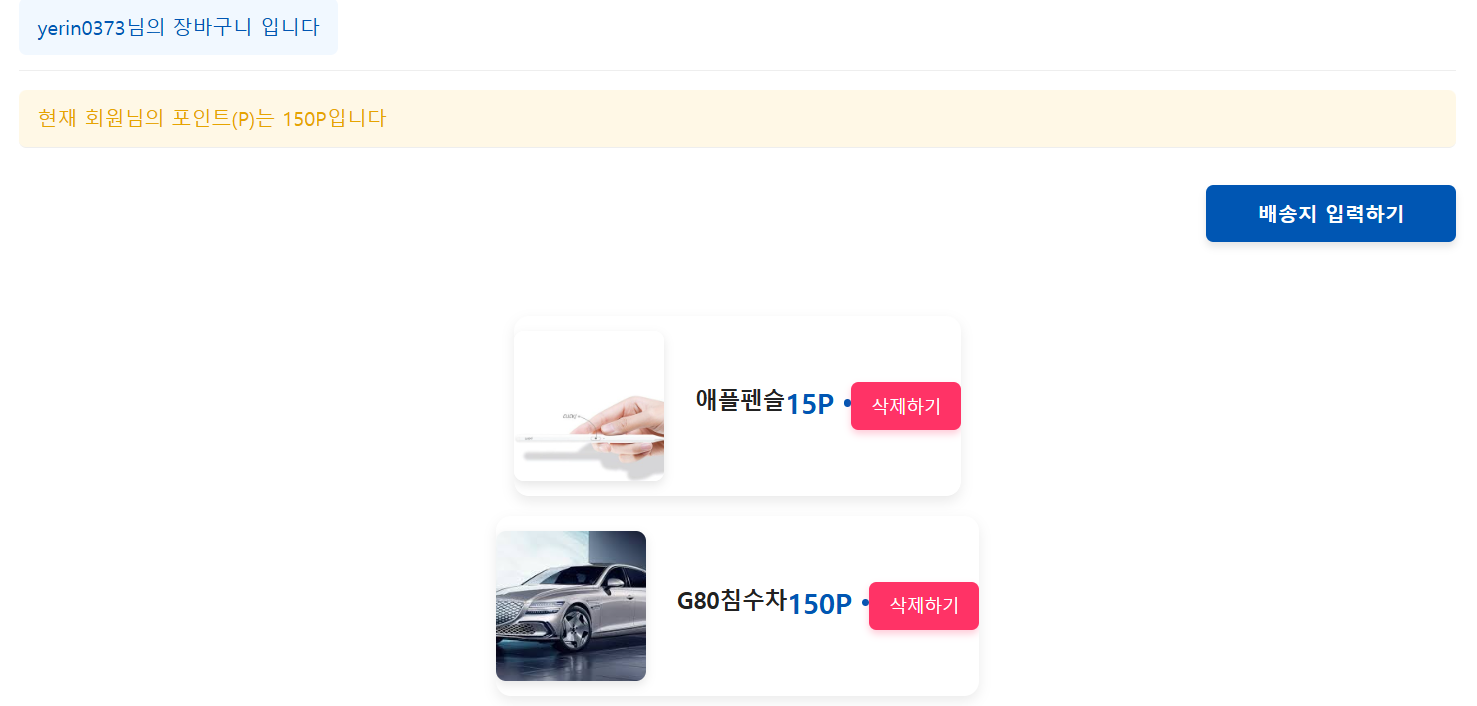 yerin0373님의 장바구니 입니다
현재 회원님의 포인트(P)는 150P입니다
배송지 입력하기
애플펜슬15P • 삭제하기
G80침수차150P • 삭제하기